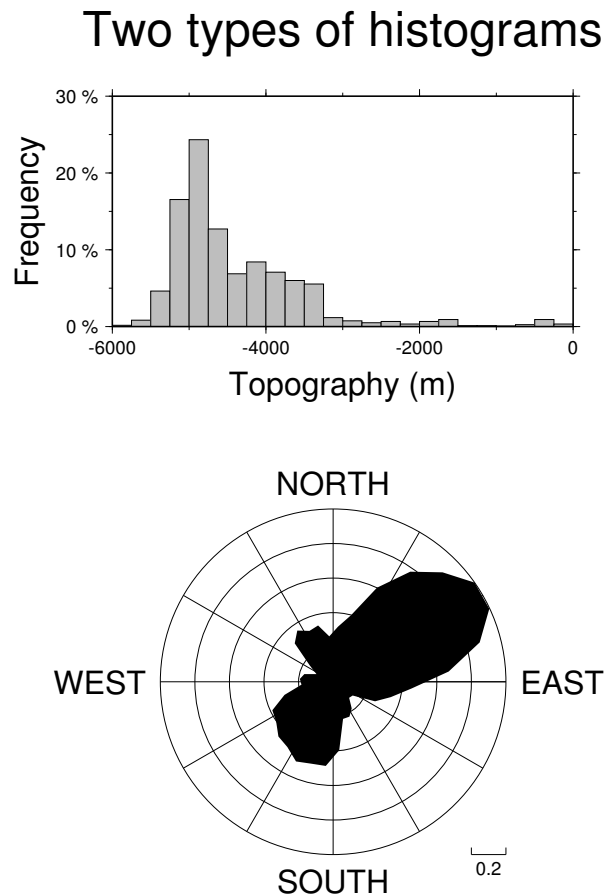 Two types of histograms
30 %
20 %
10 %
0 %
Frequency
-6000 -4000 -2000 0
Topography (m)
NORTH
WEST EAST
SOUTH
0.2